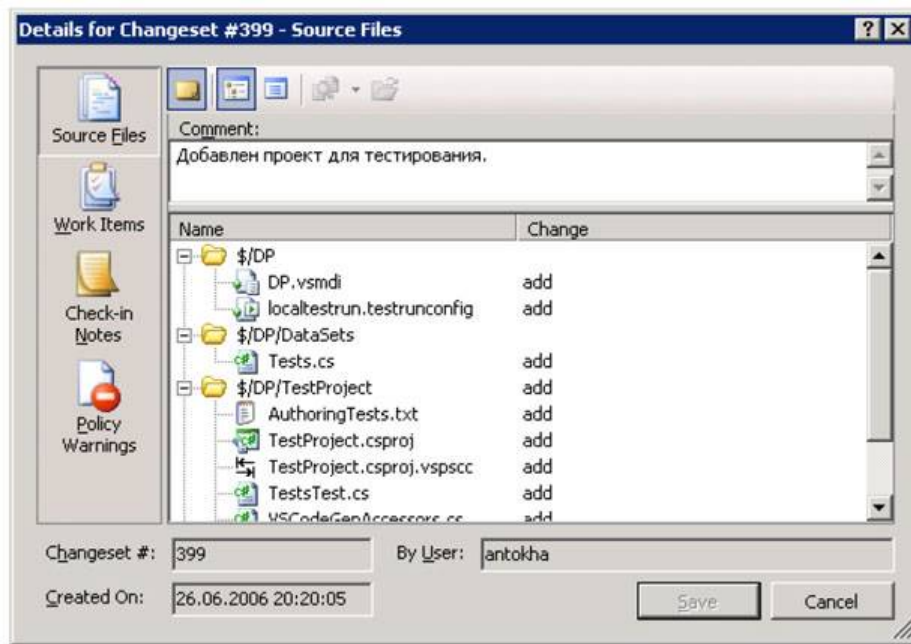 Details for Changeset #399 - Source Files
Source Files
Work Items
Check-in
Notes
Policy
Warnings
Comment:
Добавлен проект для тестирования.
Name Change
$/DP
DP.vsmdi add
localtestrun.testrunconfig add
$/DP/DataSets
Tests.cs add
$/DP/TestProject add
AuthoringTests.txt add
TestProject.csproj add
TestProject.csproj.vspscc add
TestsTest.cs add
VSCodeGenAccessors.cs add
Changeset #: 399 By User: antokha
Created On: 26.06.2006 20:20:05 Save Cancel